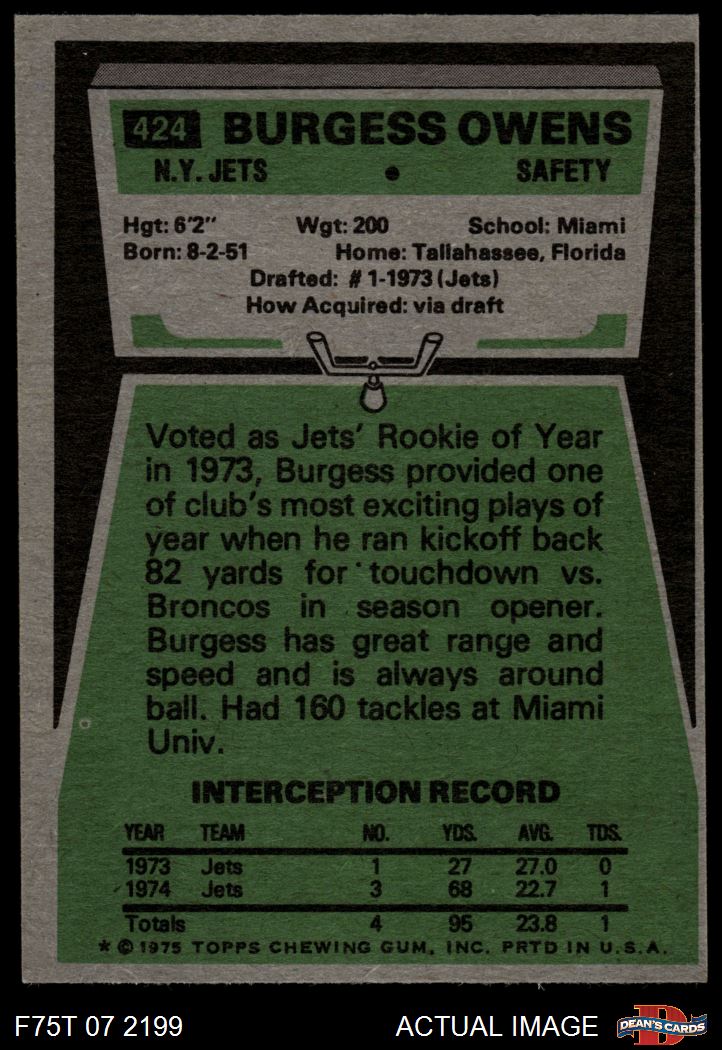 424 BURGESS OWENS
N.Y. JETS • SAFETY
Hgt: 6'2" Wgt: 200 School: Miami
Born: 8-2-51 Home: Tallahassee, Florida
Drafted: # 1-1973 (Jets)
How Acquired: via draft
Voted as Jets' Rookie of Year
in 1973, Burgess provided one
of club's most exciting plays of
year when he ran kickoff back
82 yards for touchdown vs.
Broncos in season opener.
Burgess has great range and
speed and is always around
ball. Had 160 tackles at Miami
Univ.
INTERCEPTION RECORD
YEAR TEAM NO. YDS. AVG. TDS.
1973 Jets 1 27 27.0 0
1974 Jets 3 68 22.7 1
Totals 4 95 23.8 1
* © 1975 TOPPS CHEWING GUM, INC. PRTD IN U.S.A.
F75T 07 2199 ACTUAL IMAGE D DEAN'S CARDS